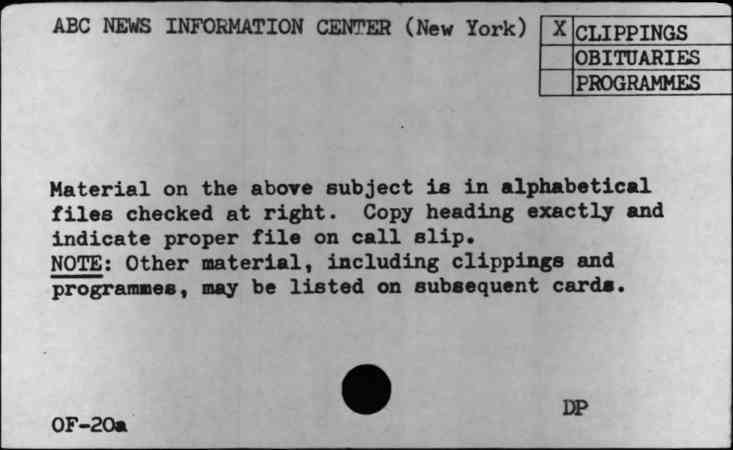 ABC NEWS INFORMATION CENTER (New York)
X CLIPPINGS
OBITUARIES
PROGRAMMES
Material on the above subject is in alphabetical
files checked at right. Copy heading exactly and
indicate proper file on call slip.
NOTE: Other material, including clippings and
programmes, may be listed on subsequent cards.
DP
OF-20a